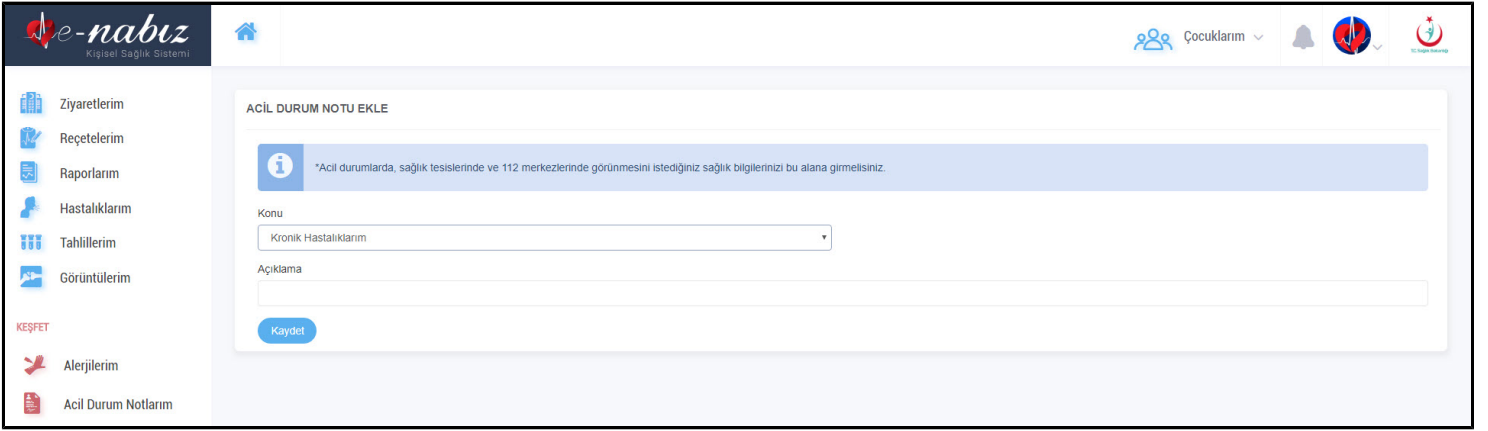 e-nabız
Kişisel Sağlık Sistemi
Çocuklarım
T.C. Sağlık Bakanlığı
Ziyaretlerim
Reçetelerim
Raporlarım
Hastalıklarım
Tahlillerim
Görüntülerim
KEŞFET
Alerjilerim
Acil Durum Notlarım
ACİL DURUM NOTU EKLE
*Acil durumlarda, sağlık tesislerinde ve 112 merkezlerinde görünmesini istediğiniz sağlık bilgilerinizi bu alana girmelisiniz.
Konu
Kronik Hastalıklarım
Açıklama
Kaydet